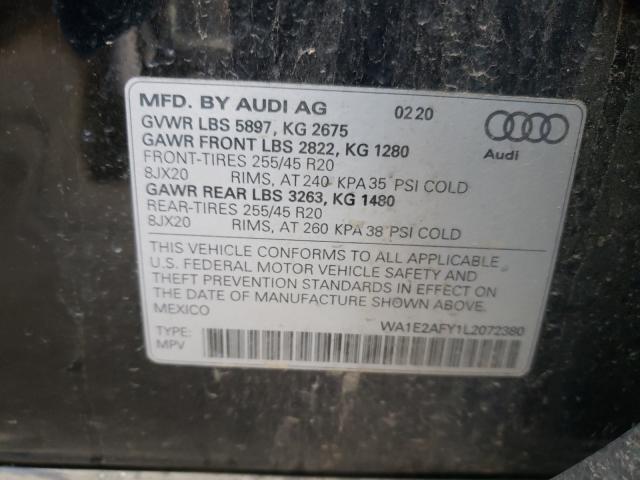 MFD. BY AUDI AG 02 20
GVWR LBS 5897, KG 2675
GAWR FRONT LBS 2822, KG 1280
FRONT-TIRES 255/45 R20
8JX20 RIMS, AT 240 KPA 35 PSI COLD
GAWR REAR LBS 3263, KG 1480
REAR-TIRES 255/45 R20
8JX20 RIMS, AT 260 KPA 38 PSI COLD
Audi
THIS VEHICLE CONFORMS TO ALL APPLICABLE
U.S. FEDERAL MOTOR VEHICLE SAFETY AND
THEFT PREVENTION STANDARDS IN EFFECT ON
THE DATE OF MANUFACTURE SHOWN ABOVE.
MEXICO
WA1E2AFY1L2072380
TYPE:
MPV